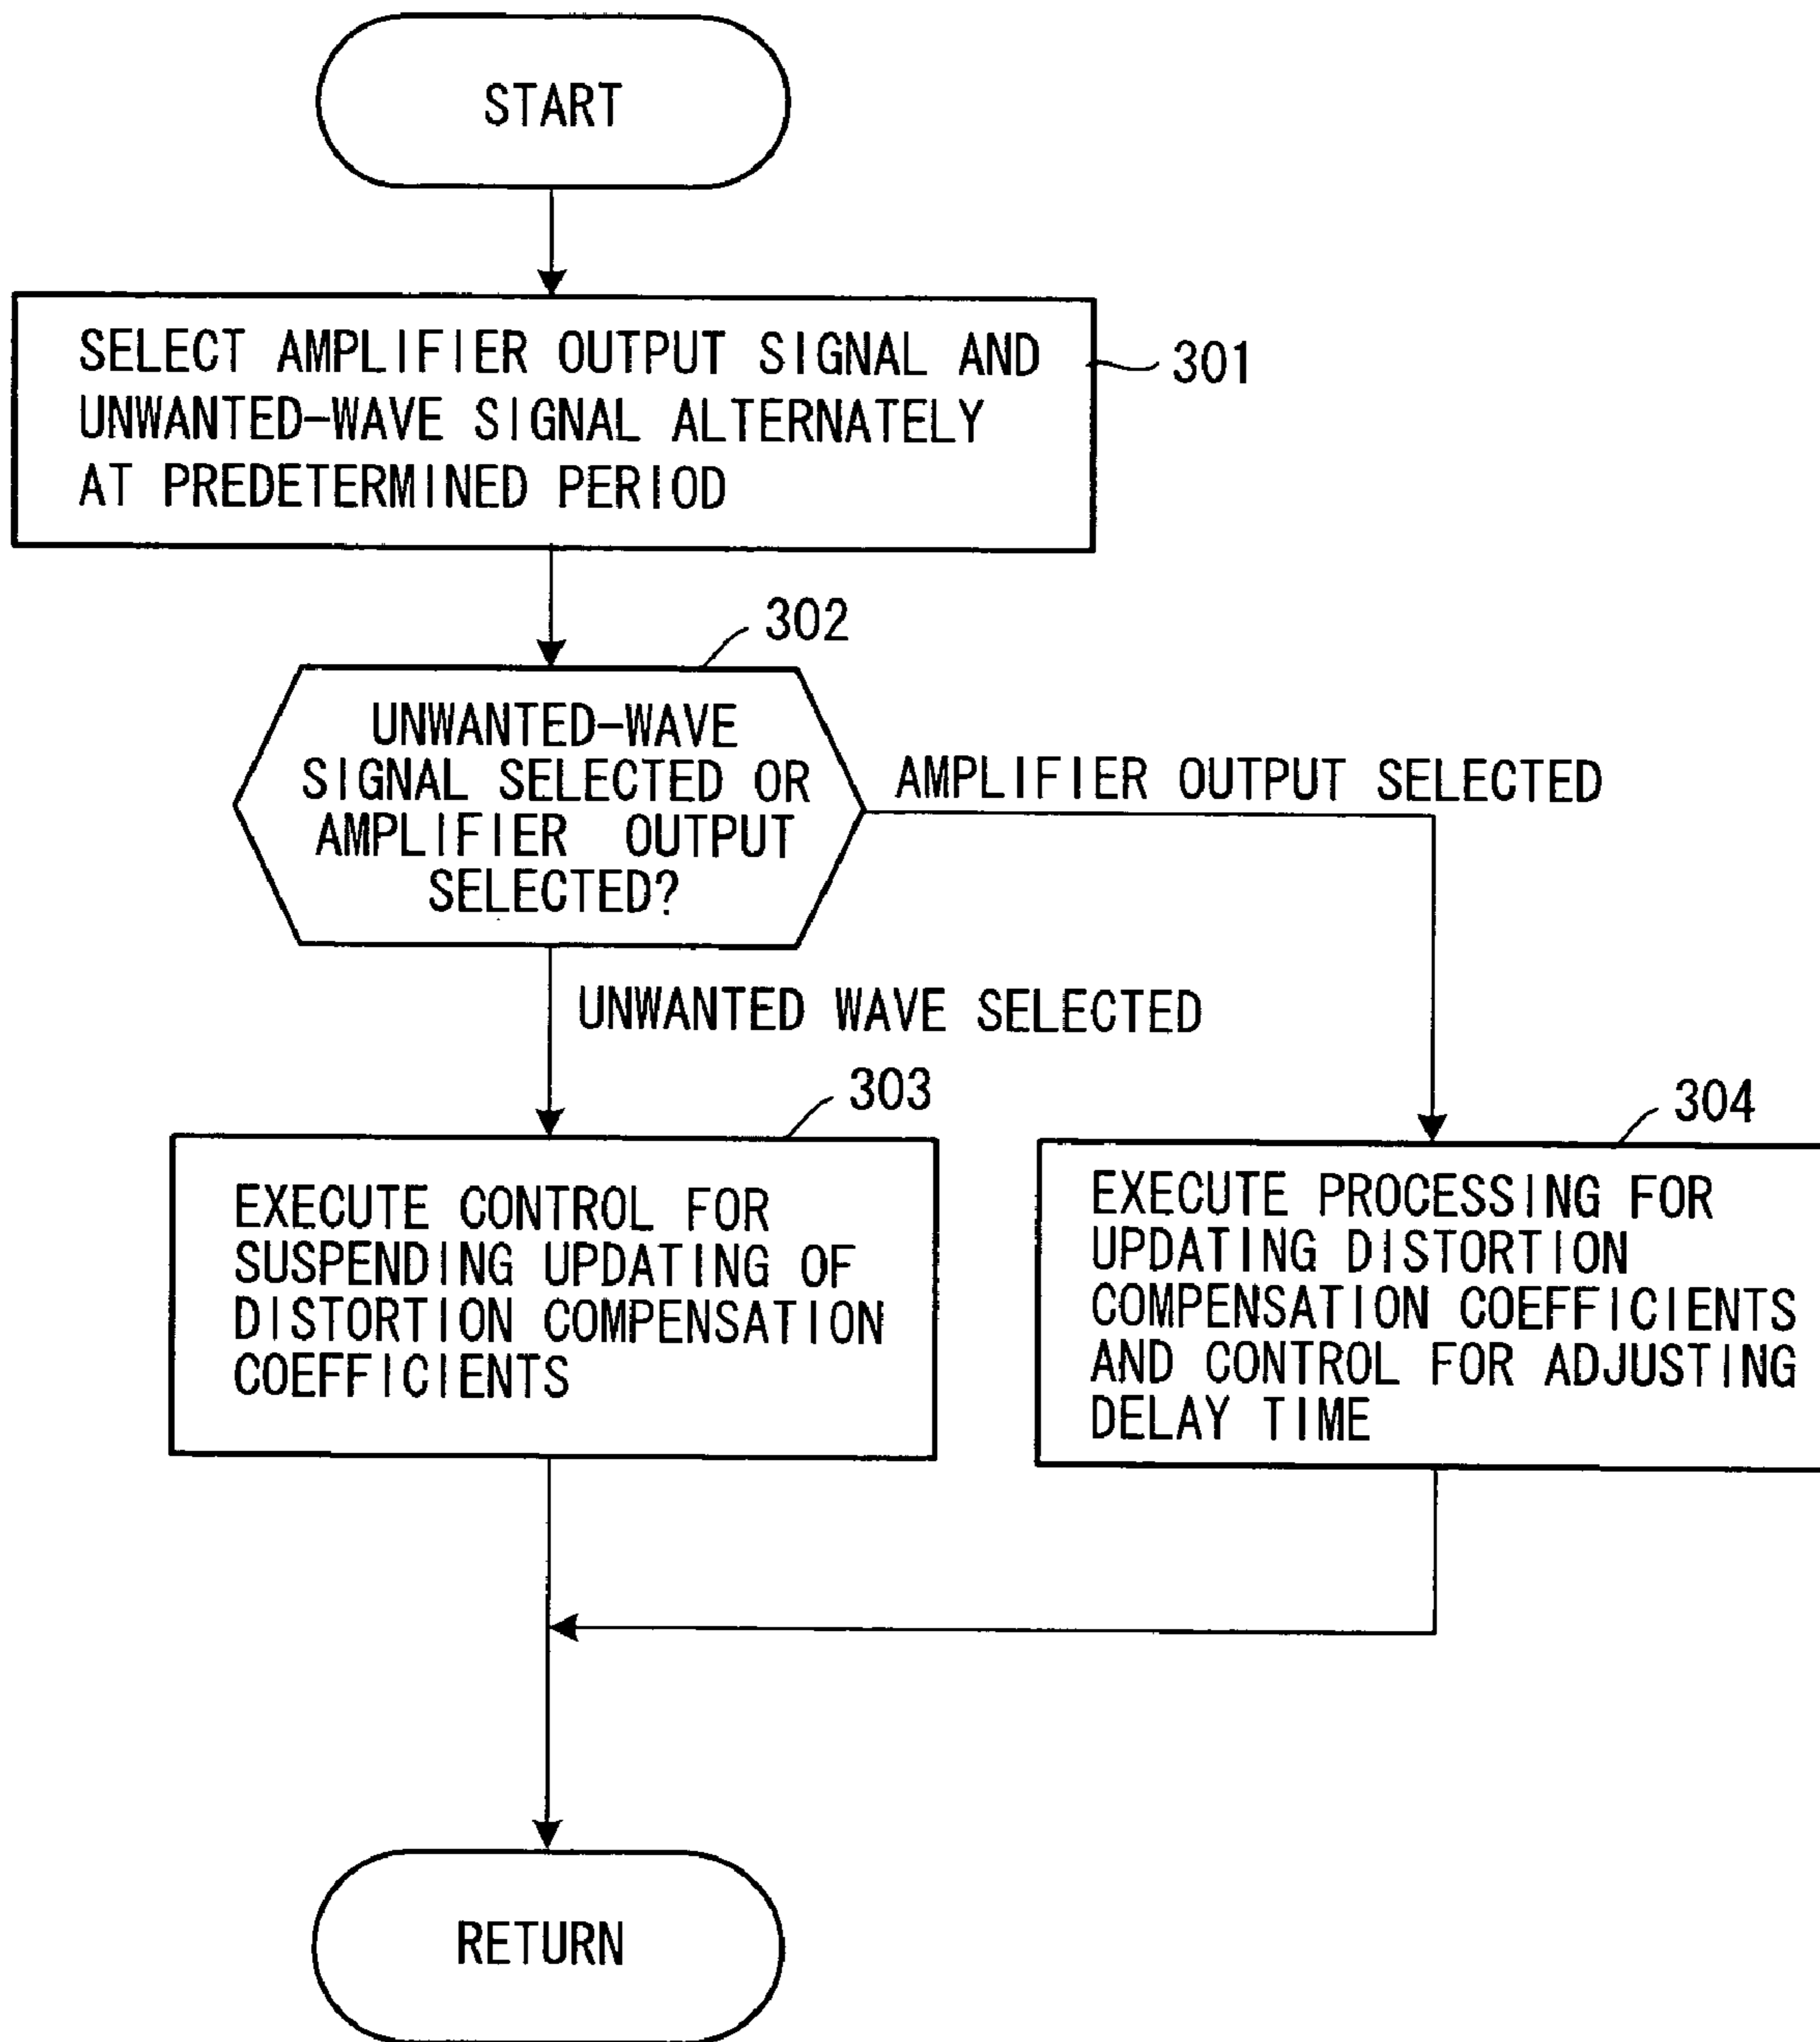 START
SELECT AMPLIFIER OUTPUT SIGNAL AND
UNWANTED-WAVE SIGNAL ALTERNATELY
AT PREDETERMINED PERIOD
301
302
UNWANTED-WAVE
SIGNAL SELECTED OR
AMPLIFIER OUTPUT
SELECTED?
AMPLIFIER OUTPUT SELECTED
UNWANTED WAVE SELECTED
303
EXECUTE CONTROL FOR
SUSPENDING UPDATING OF
DISTORTION COMPENSATION
COEFFICIENTS
304
EXECUTE PROCESSING FOR
UPDATING DISTORTION
COMPENSATION COEFFICIENTS
AND CONTROL FOR ADJUSTING
DELAY TIME
RETURN